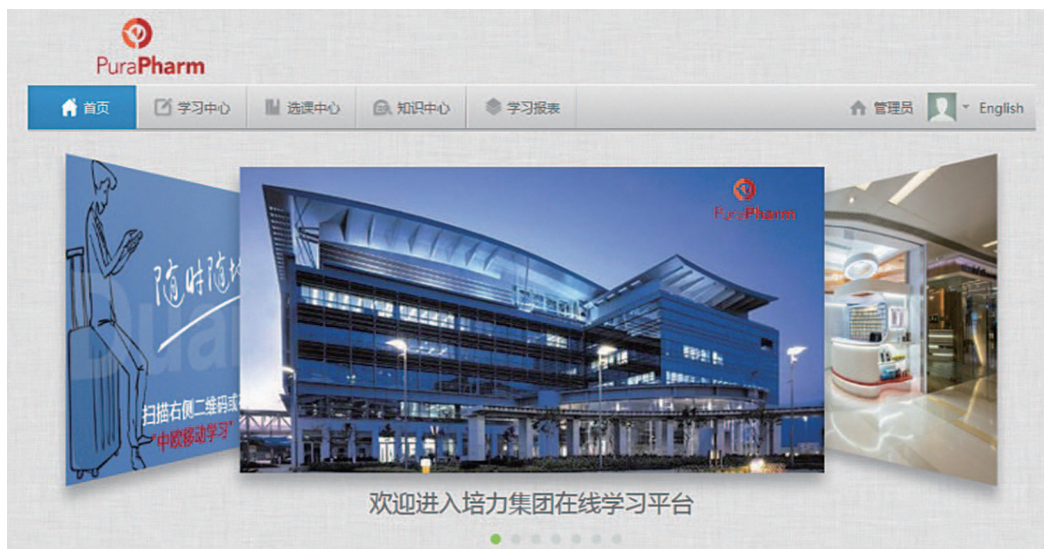 PuraPharm
首页 学习中心 选课中心 知识中心 学习报表 管理员 English
PuraPharm
随时随地
Dual
扫描右侧二维码或
"中欧移动学习"
欢迎进入培力集团在线学习平台